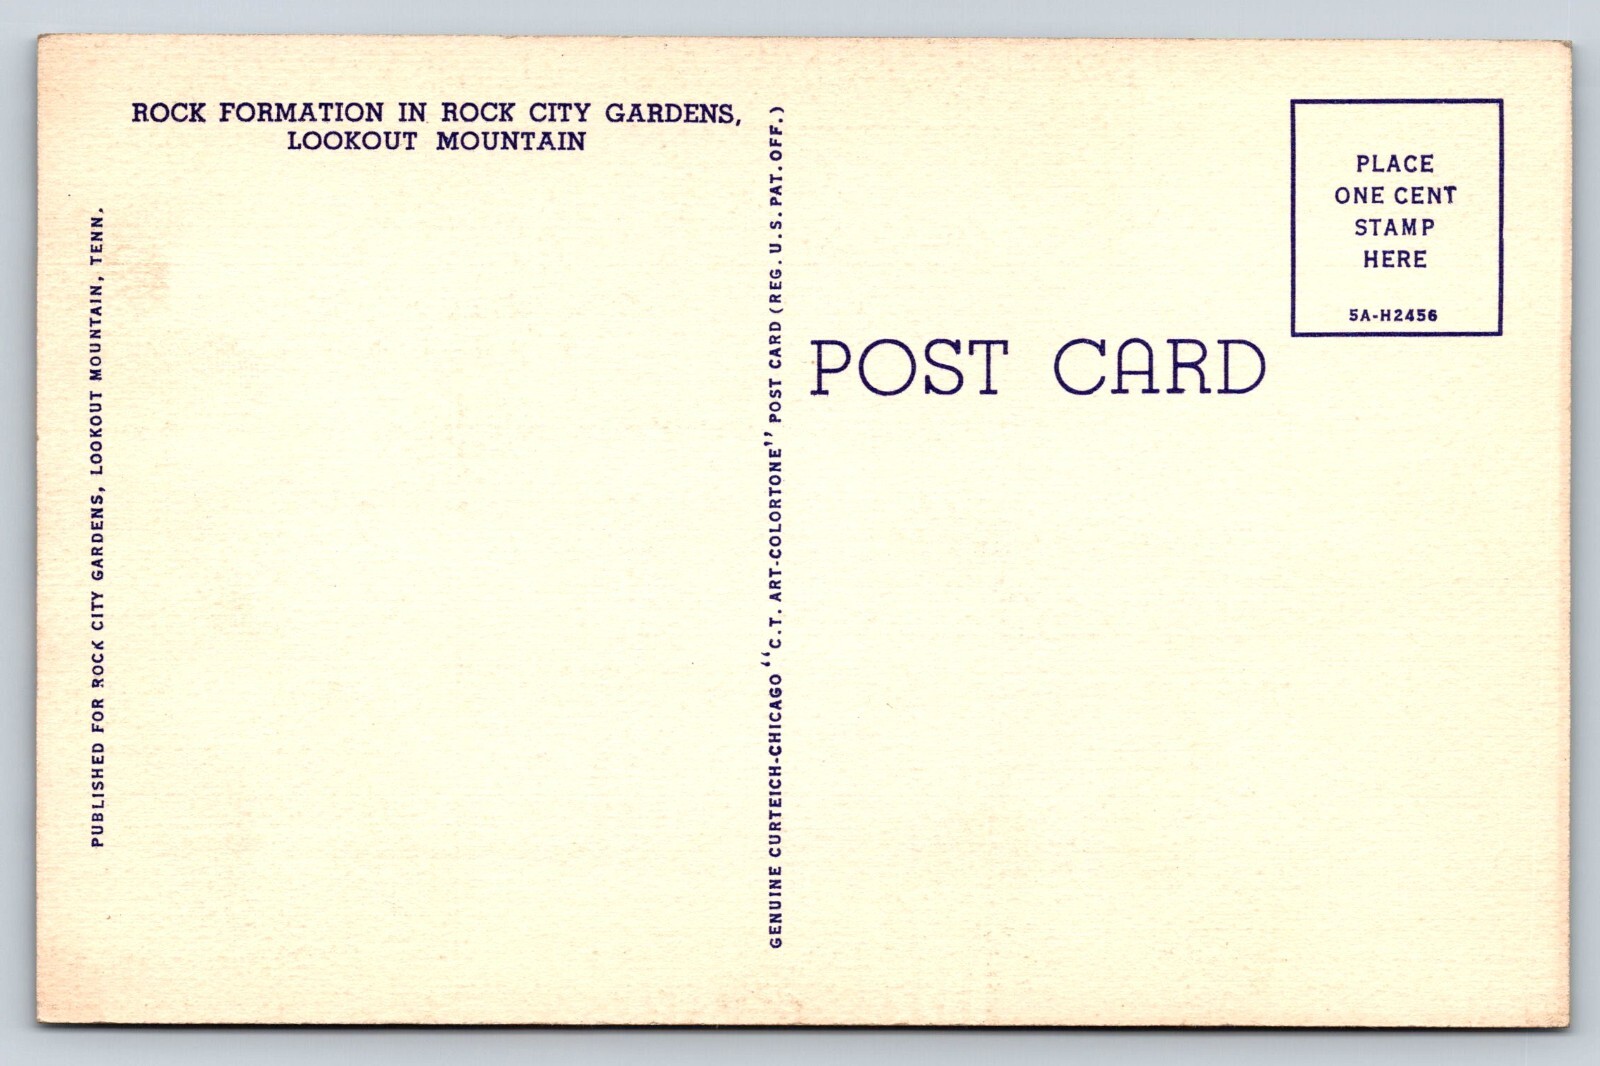 ROCK FORMATION IN ROCK CITY GARDENS,
LOOKOUT MOUNTAIN
PUBLISHED FOR ROCK CITY GARDENS, LOOKOUT MOUNTAIN, TENN.
GENUINE CURTEICH-CHICAGO "C.T. ART-COLORTONE" POST CARD (REG. U.S. PAT. OFF.)
POST CARD
PLACE
ONE CENT
STAMP
HERE
5A-H2456